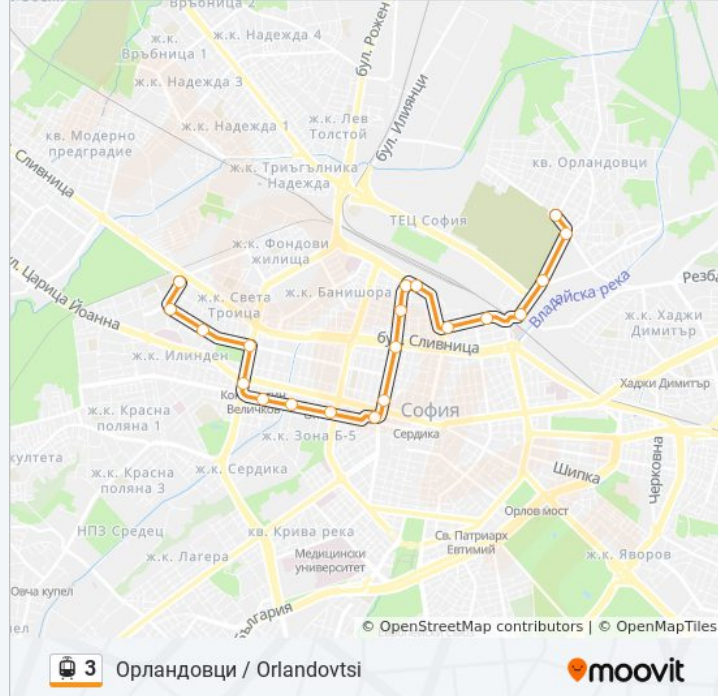 Връбница 2
ж.к. Надежда 4
бул. Рожен
ж.к.
Връбница 1
ж.к. Надежда 3
бул. Илиянци
ж.к. Лев
Толстой
ж.к. Надежда 1
кв. Модерно
предградие
кв. Орландовци
ж.к. Триъгълника
- Надежда
Сливница
ТЕЦ София
ж.к. Фондови
жилища
ул. Царица Йоанна
ж.к. Света
Троица
ж.к. Банишора
Владайска река
Резб
ж.к. Хаджи
Димитър
бул. Сливница
ж.к. Илинден
Хаджи Димитър
Величков
ж.к. Красна
поляна 1
София
Сердика
ж.к. Зона Б-5
култета
ж.к. Сердика
ж.к. Красна
поляна 3
Шипка
Черковна
Орлов мост
НПЗ Средец
кв. Крива река
Св. Патриарх
Евтимий
ж.к. Лагера
Медицински
университет
ж.к. Яворов
Овча купел
България
ел
© OpenStreetMap contributors | © OpenMapTiles
3 Орландовци / Orlandovtsi
moovit